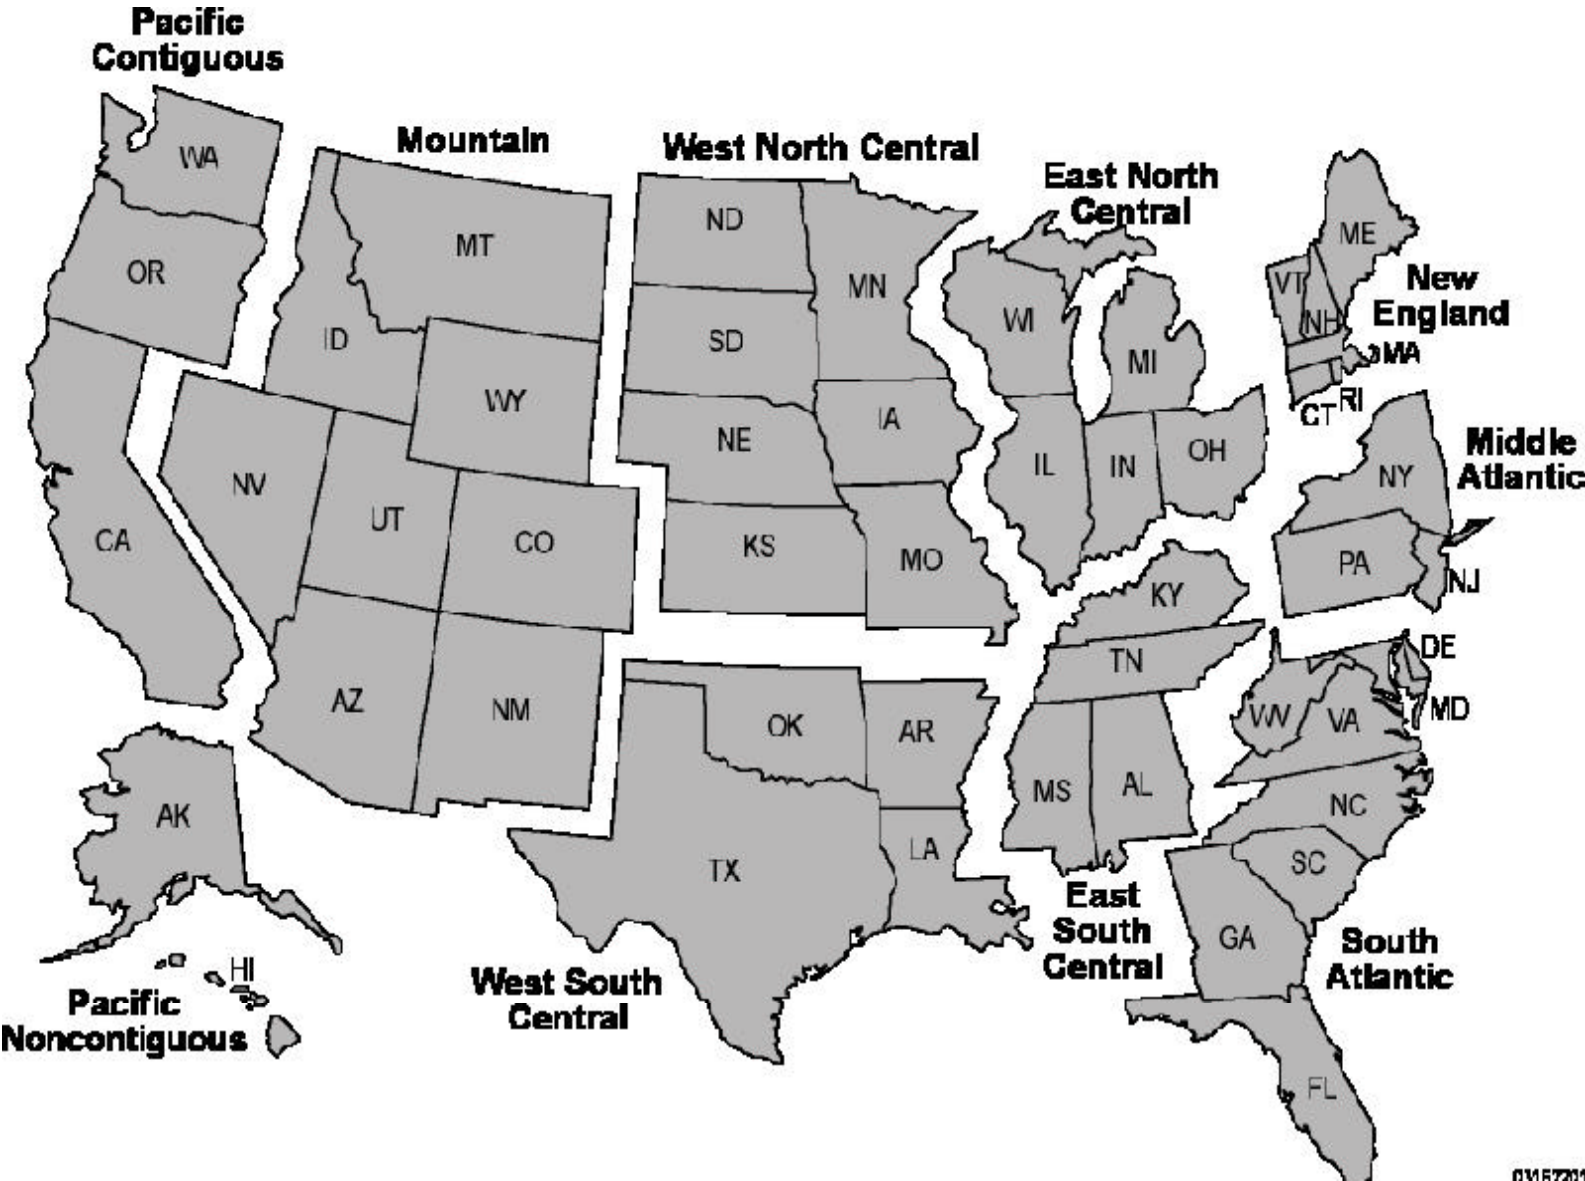 Pacific
Contiguous
Mountain
West North Central
East North
Central
New
England
Middle
Atlantic
WA
OR
CA
MT
ID
WY
NV
UT
CO
AZ
NM
ND
SD
NE
KS
MN
IA
MO
WI
MI
IL
IN
OH
ME
VT
NH
MA
CT
RI
NY
PA
NJ
KY
TN
MS
AL
DE
MD
WV
VA
NC
SC
GA
FL
OK
AR
TX
LA
AK
HI
Pacific
Noncontiguous
West South
Central
East
South
Central
South
Atlantic